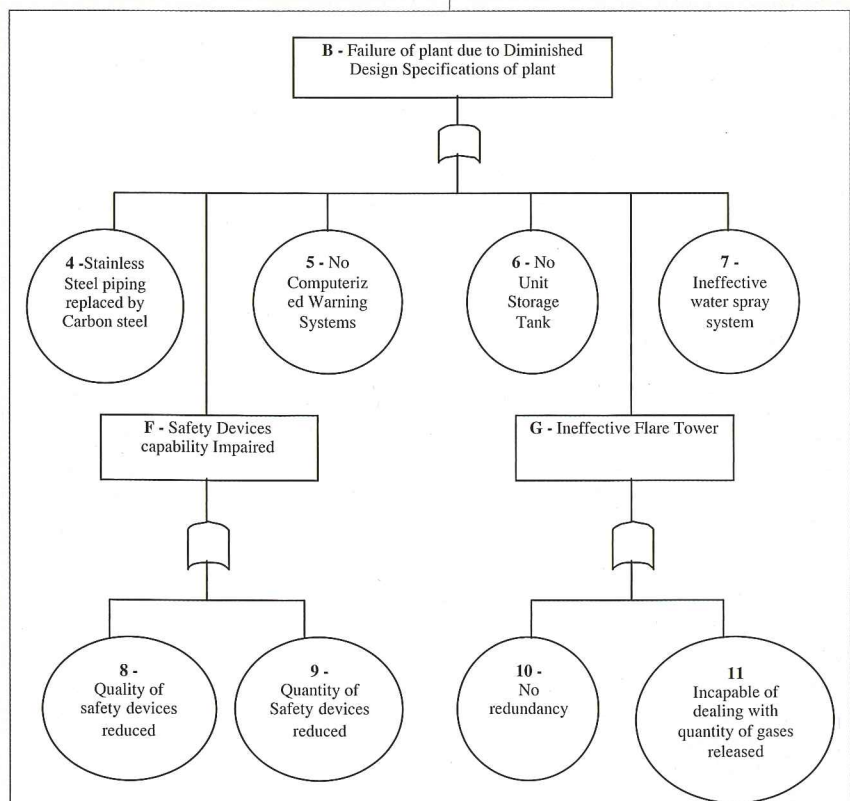 B - Failure of plant due to Diminished
Design Specifications of plant
4 -Stainless
Steel piping
replaced by
Carbon steel
5 - No
Computeriz
ed Warning
Systems
6 - No
Unit
Storage
Tank
7 -
Ineffective
water spray
system
F - Safety Devices
capability Impaired
G - Ineffective Flare Tower
8 -
Quality of
safety devices
reduced
9 -
Quantity of
Safety devices
reduced
10 -
No
redundancy
11
Incapable of
dealing with
quantity of gases
released